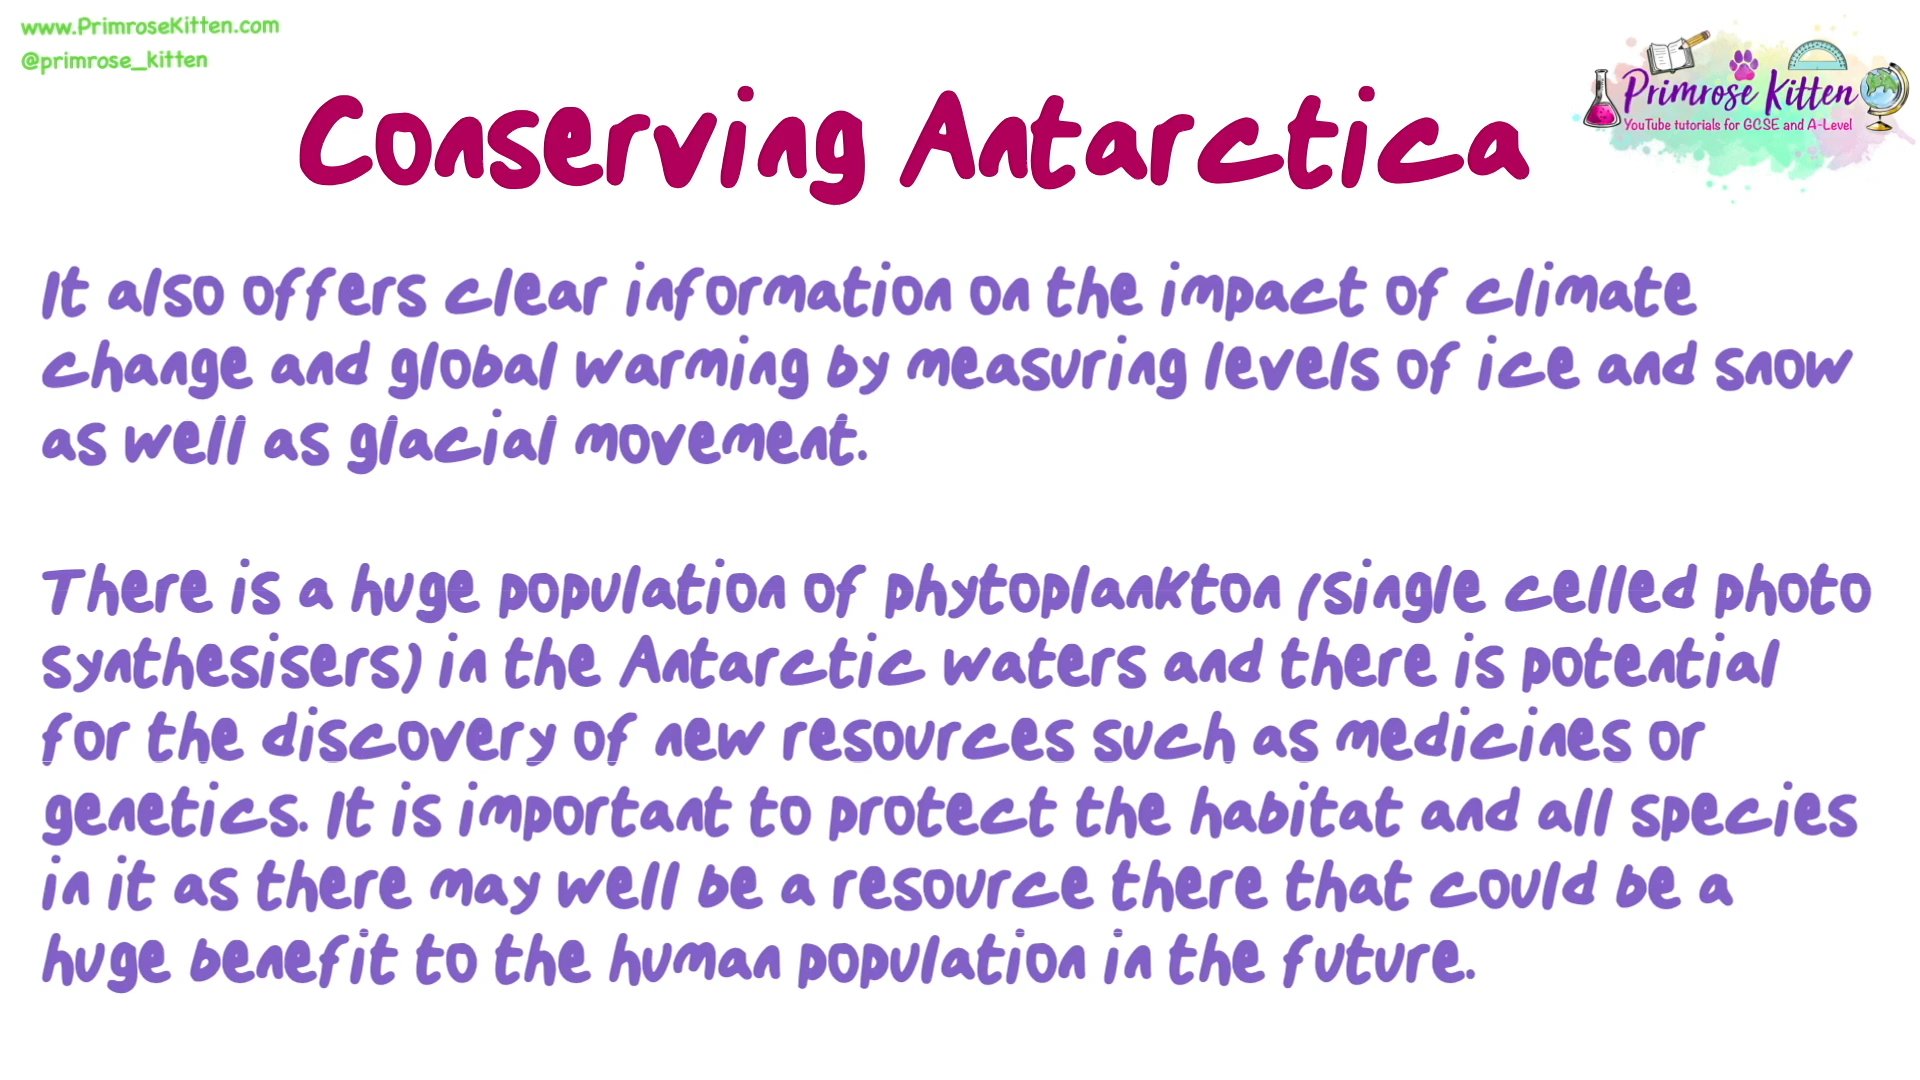 www.PrimroseKitten.com
@primrose_kitten
Primrose Kitten
YouTube tutorials for GCSE and A-Level
Conserving Antarctica
It also offers clear information on the impact of climate
change and global warming by measuring levels of ice and snow
as well as glacial movement.
There is a huge population of phytoplankton (single celled photo
synthesisers) in the Antarctic waters and there is potential
for the discovery of new resources such as medicines or
genetics. It is important to protect the habitat and all species
in it as there may well be a resource there that could be a
huge benefit to the human population in the future.